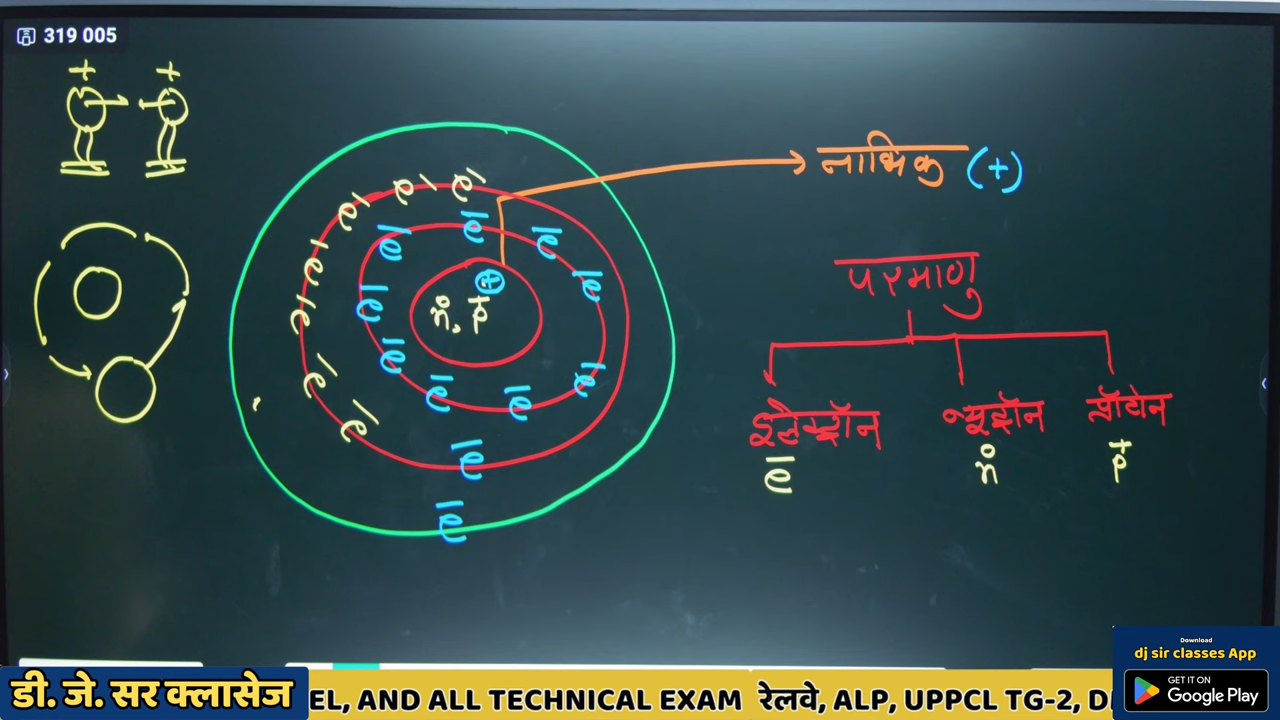 319 005
+ +
नाभिक (+)
e e e e e e e
e e e e e e e e e
e
e
⊕
n°, p⁺
परमाणु
इलैक्ट्रॉन न्यूट्रॉन प्रोटोन
e⁻ n° p⁺
डी. जे. सर क्लासेज
EL, AND ALL TECHNICAL EXAM रेलवे, ALP, UPPCL TG-2, D
Download
dj sir classes App
GET IT ON
Google Play